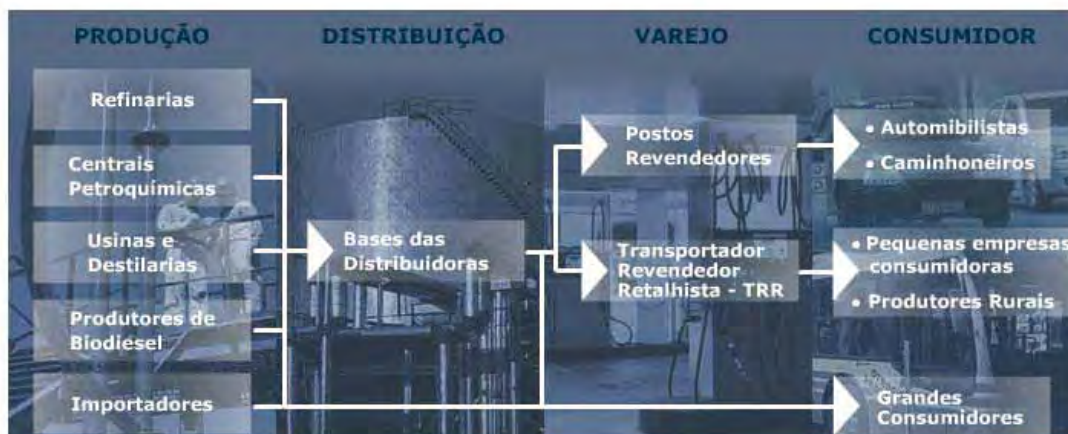 PRODUÇÃO
DISTRIBUIÇÃO
VAREJO
CONSUMIDOR
Refinarias
Centrais
Petroquímicas
Usinas e
Destilarias
Produtores de
Biodiesel
Importadores
Bases das
Distribuidoras
Postos
Revendedores
Transportador
Revendedor
Retalhista - TRR
• Automibilistas
• Caminhoneiros
• Pequenas empresas
consumidoras
• Produtores Rurais
Grandes
Consumidores